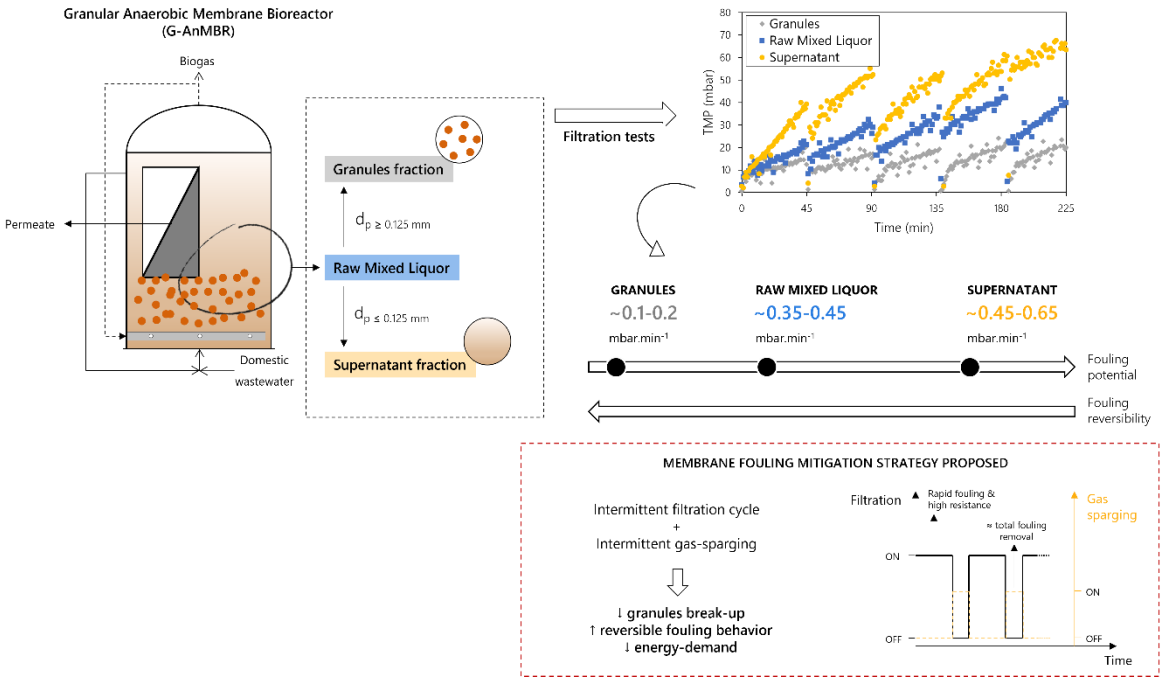 Granular Anaerobic Membrane Bioreactor
(G-AnMBR)
Biogas
Permeate
Domestic
wastewater
Granules fraction
dp ≥ 0.125 mm
Raw Mixed Liquor
dp ≤ 0.125 mm
Supernatant fraction
Filtration tests
Granules
Raw Mixed Liquor
Supernatant
TMP (mbar)
80
70
60
50
40
30
20
10
0
0 45 90 135 180 225
Time (min)
GRANULES
~0.1-0.2
mbar.min⁻¹
RAW MIXED LIQUOR
~0.35-0.45
mbar.min⁻¹
SUPERNATANT
~0.45-0.65
mbar.min⁻¹
Fouling
potential
Fouling
reversibility
MEMBRANE FOULING MITIGATION STRATEGY PROPOSED
Intermittent filtration cycle
+
Intermittent gas-sparging
↓ granules break-up
↑ reversible fouling behavior
↓ energy-demand
Filtration
Rapid fouling &
high resistance
≈ total fouling
removal
Gas
sparging
ON
OFF
ON
OFF
Time